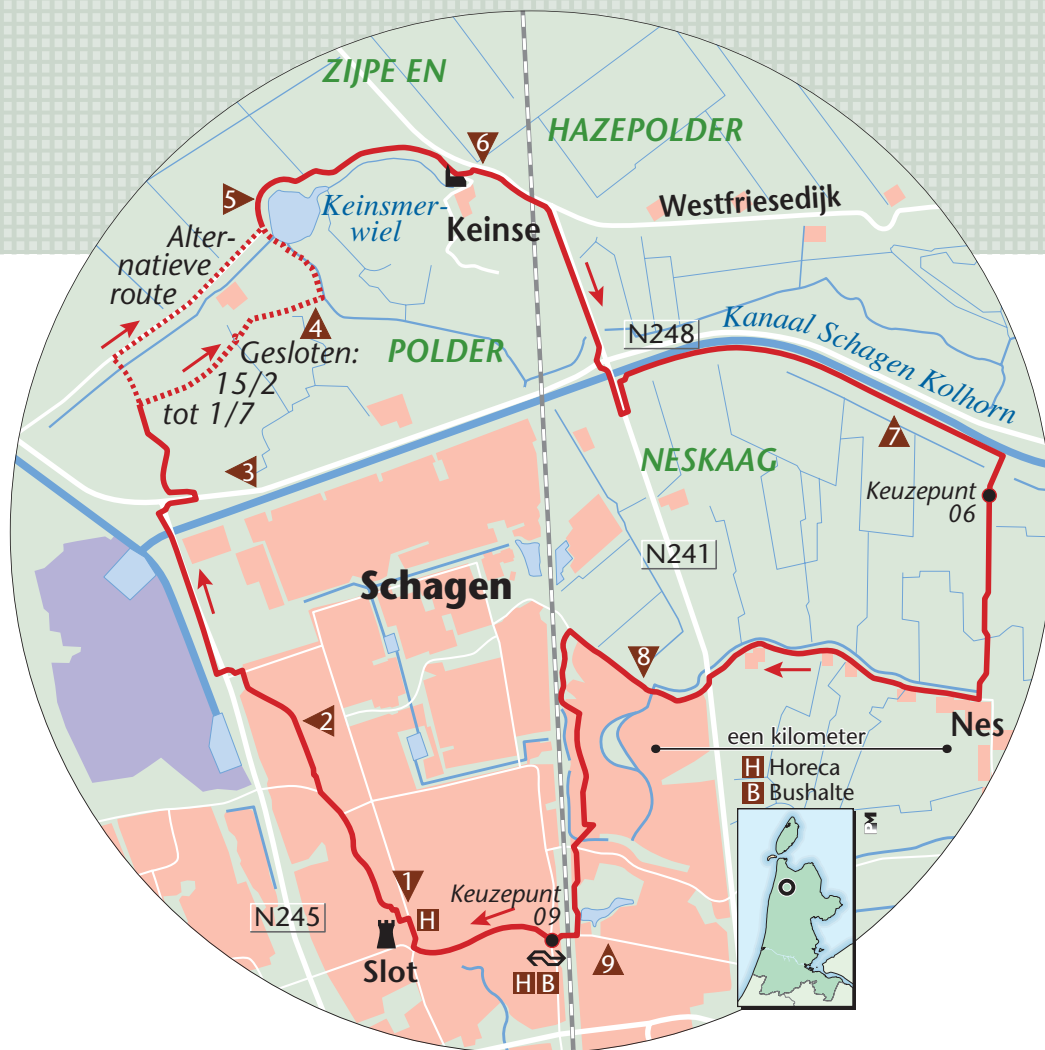 ZIJPE EN
HAZEPOLDER
6
5
Keinsmer-
wiel
Keinse
Westfriesedijk
Alter-
natieve
route
4
Gesloten:
15/2
tot 1/7
POLDER
N248
Kanaal Schagen Kolhorn
3
NESKAAG
7
Keuzepunt
06
N241
Schagen
8
2
Nes
een kilometer
H Horeca
B Bushalte
PM
1
H
Keuzepunt
09
N245
Slot
H B
9